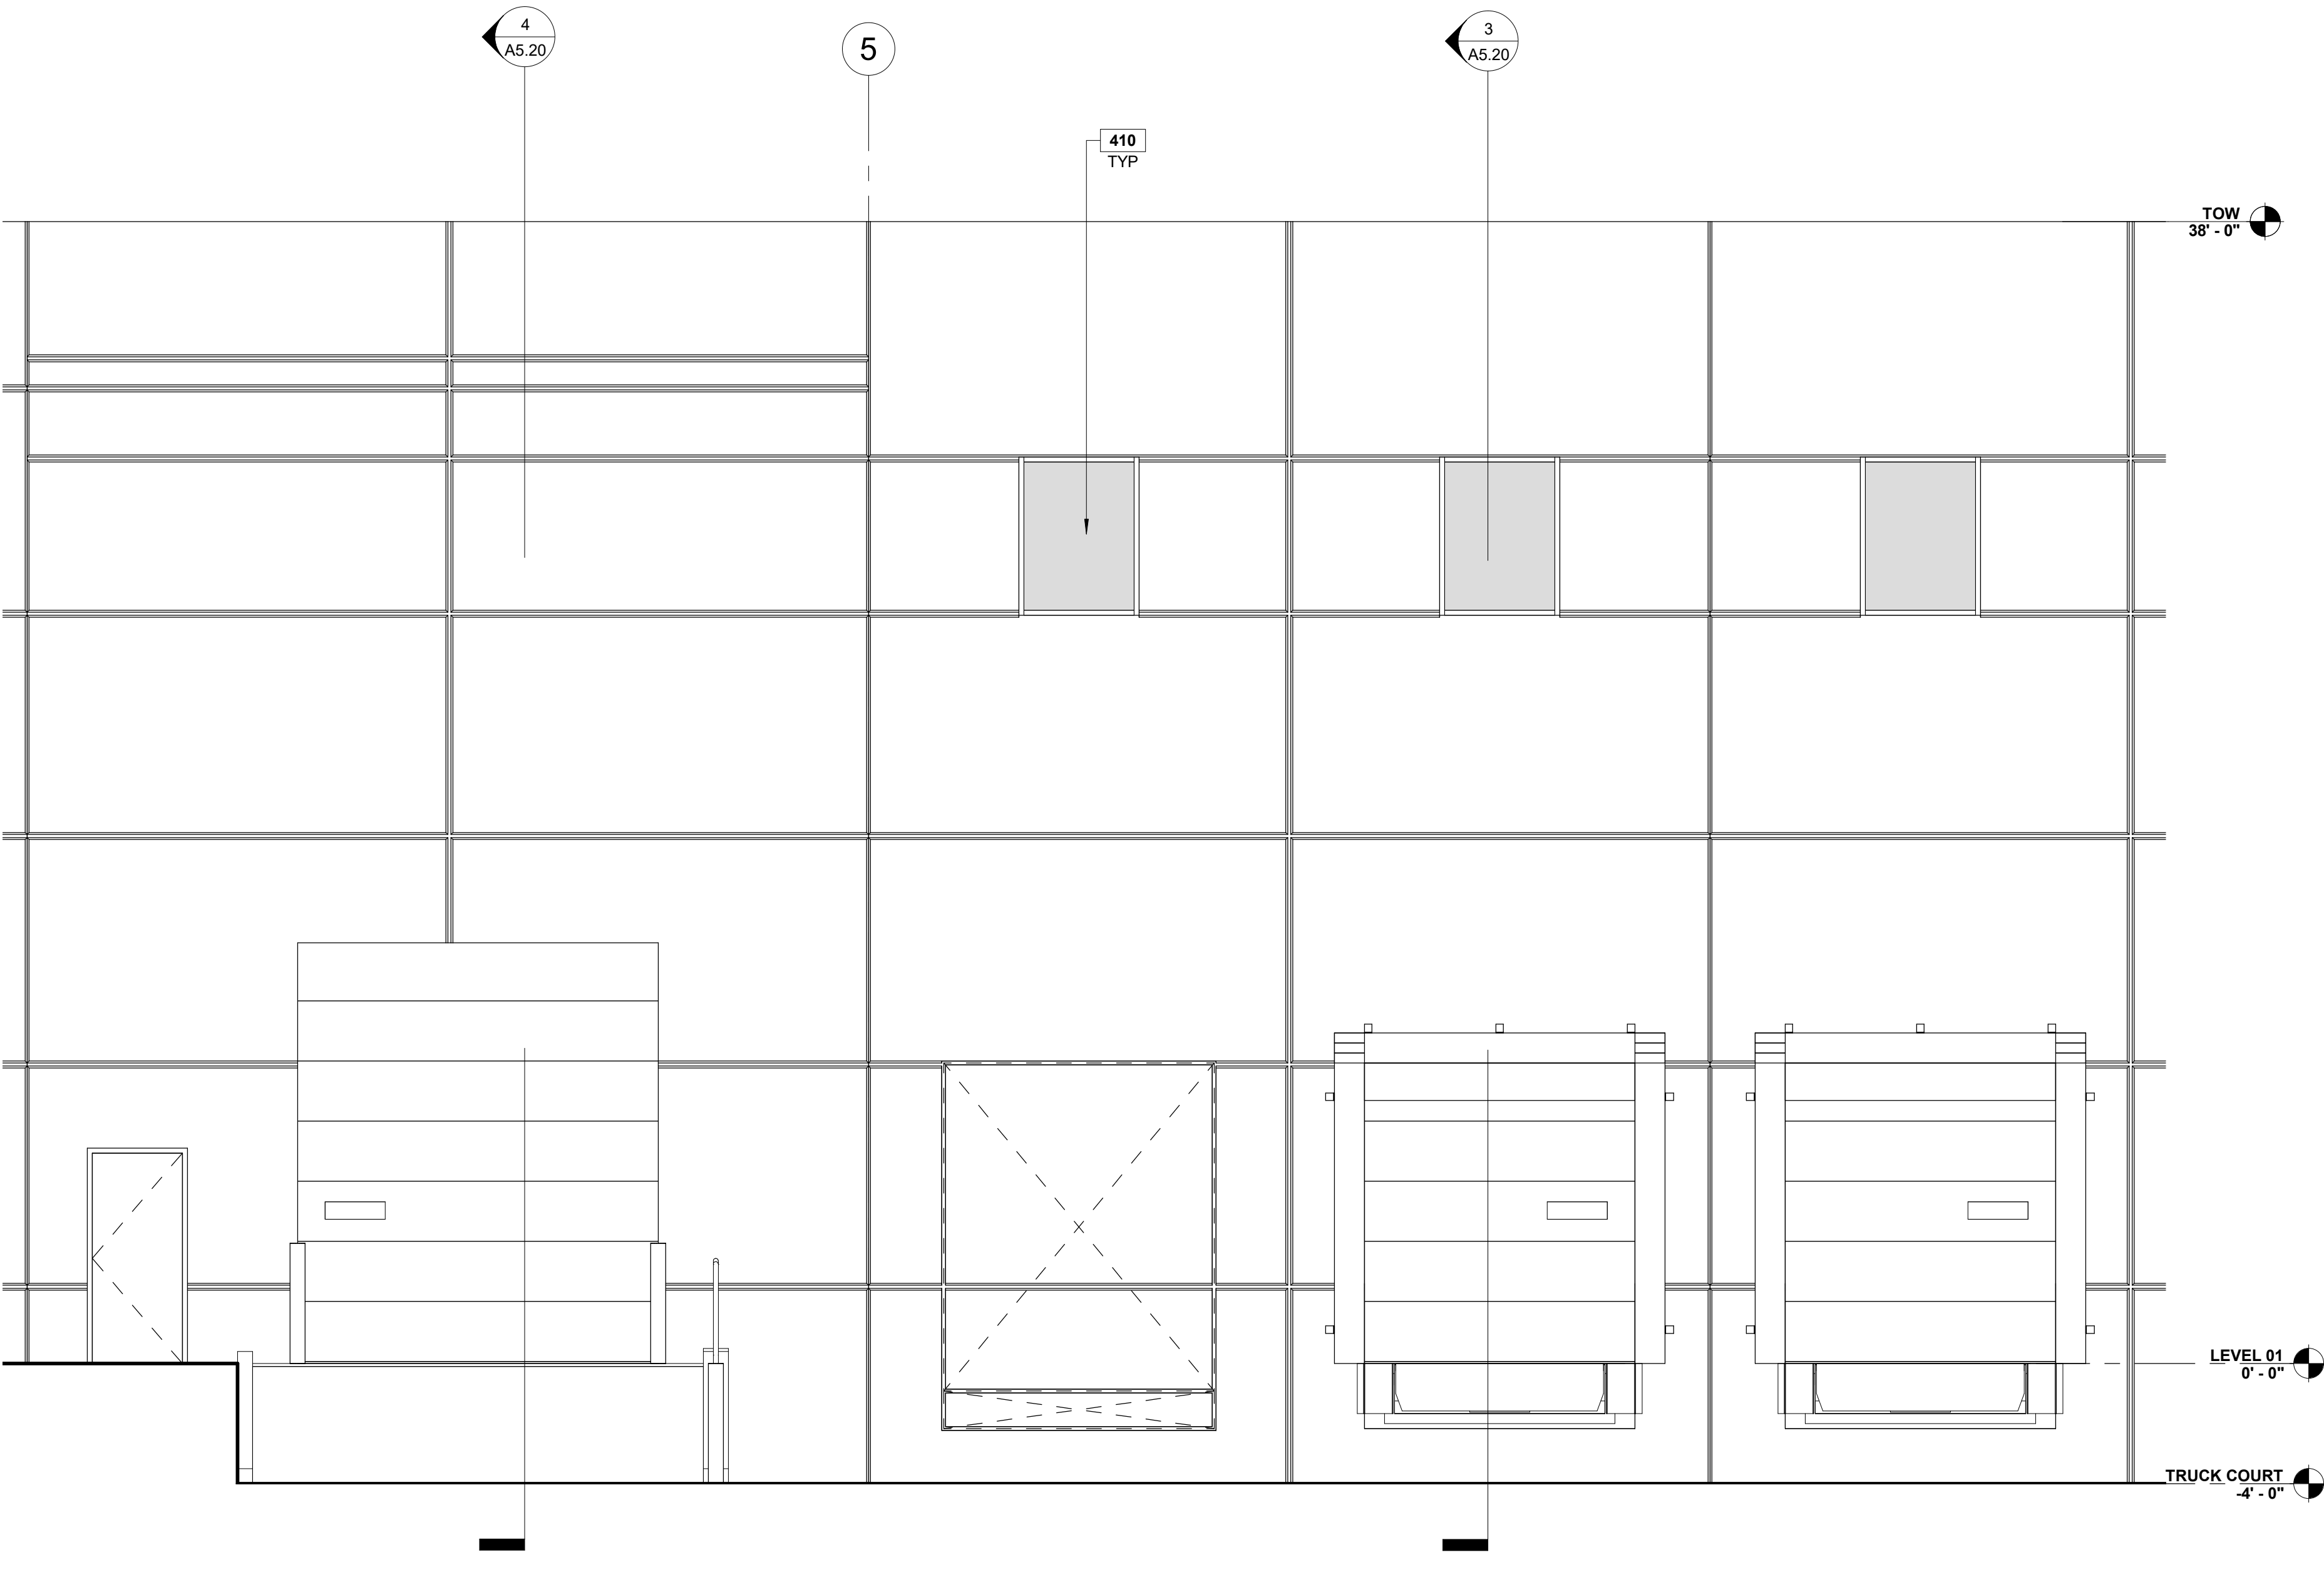 4
A5.20
5
3
A5.20
410
TYP
TOW
38' - 0"
LEVEL 01
0' - 0"
TRUCK COURT
-4' - 0"